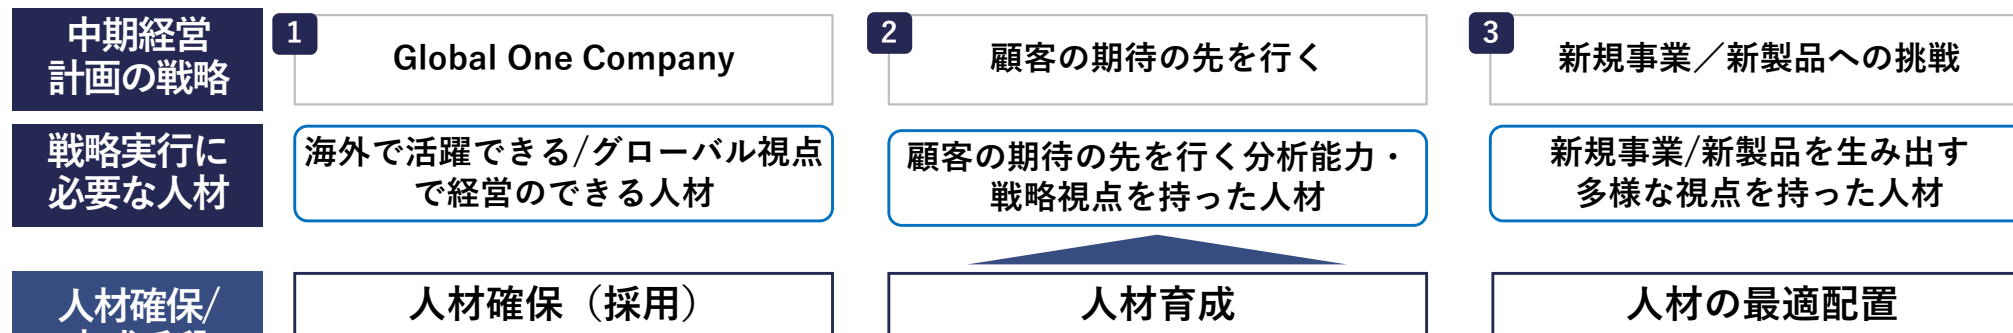 中期経営
計画の戦略
1
Global One Company
2
顧客の期待の先を行く
3
新規事業／新製品への挑戦
戦略実行に
必要な人材
海外で活躍できる/グローバル視点
で経営のできる人材
顧客の期待の先を行く分析能力・
戦略視点を持った人材
新規事業/新製品を生み出す
多様な視点を持った人材
人材確保/
人材確保（採用）
人材育成
人材の最適配置